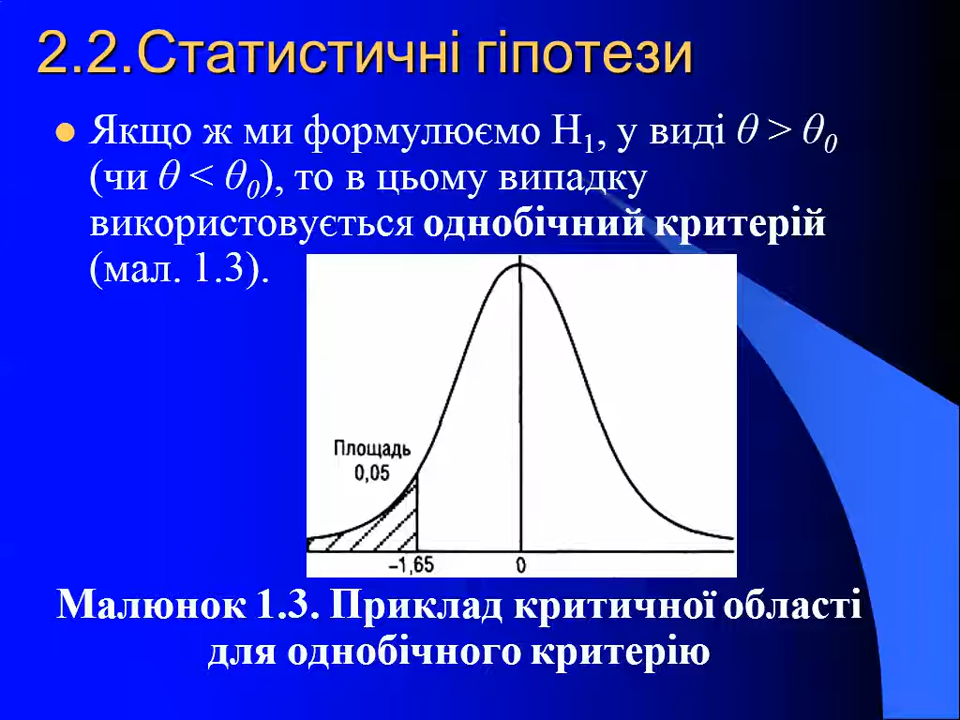 2.2.Статистичні гіпотези
Якщо ж ми формулюємо Н₁, у виді θ > θ₀
(чи θ < θ₀), то в цьому випадку
використовується однобічний критерій
(мал. 1.3).
Площадь
0,05
–1,65 0
Малюнок 1.3. Приклад критичної області
для однобічного критерію